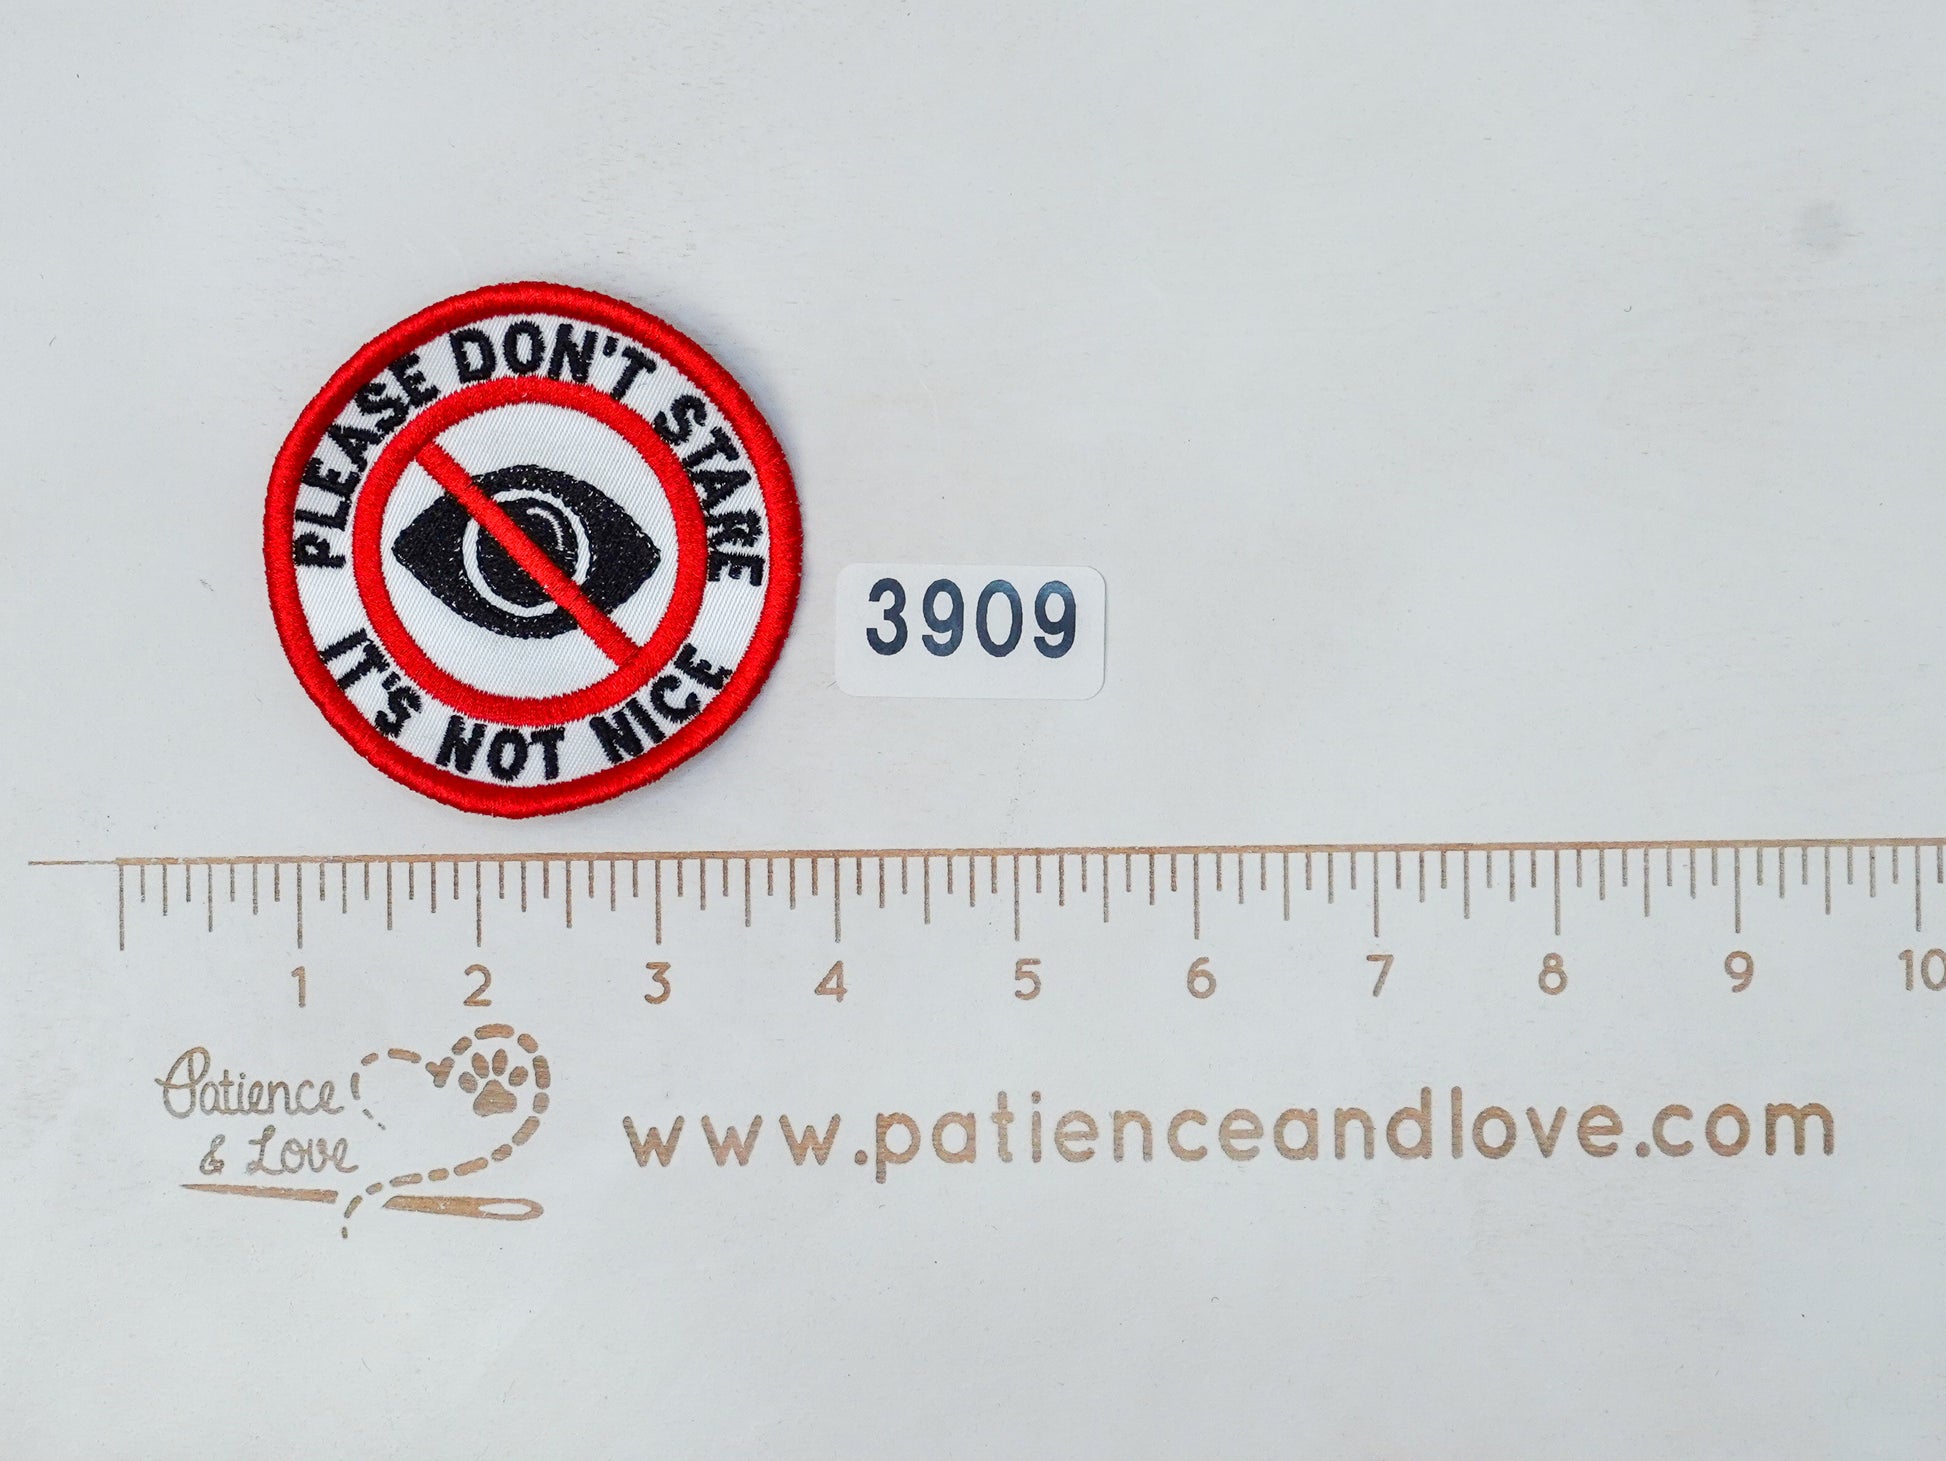 PLEASE DON'T STARE
IT'S NOT NICE
3909
1 2 3 4 5 6 7 8 9 10
Patience
& Love
www.patienceandlove.com